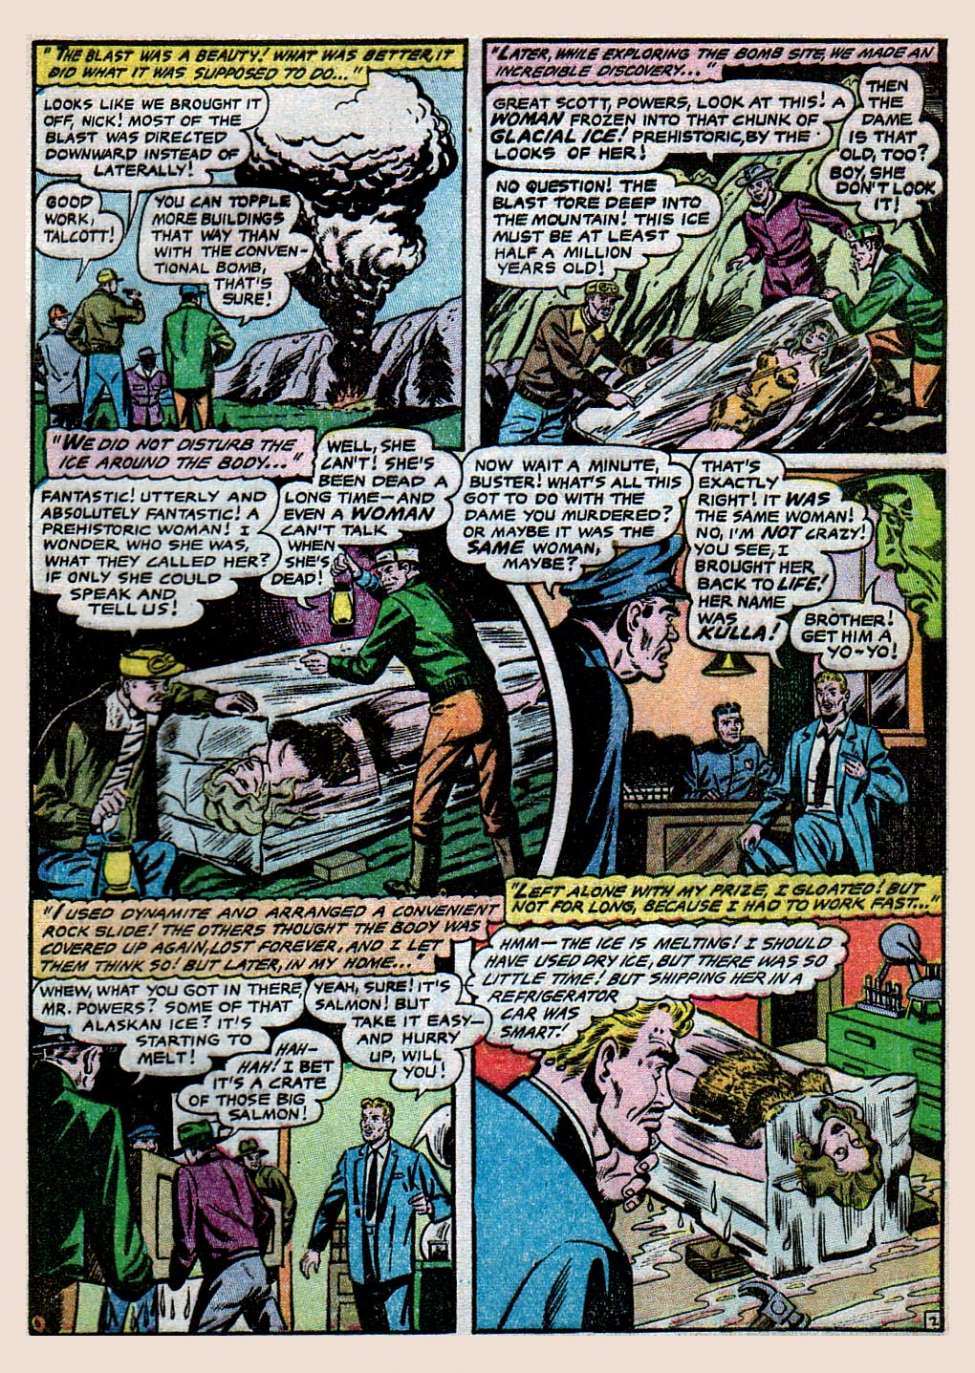 "THE BLAST WAS A BEAUTY! WHAT WAS BETTER, IT
DID WHAT IT WAS SUPPOSED TO DO..."
LOOKS LIKE WE BROUGHT IT
OFF, NICK! MOST OF THE
BLAST WAS DIRECTED
DOWNWARD INSTEAD OF
LATERALLY!
GOOD
WORK,
TALCOTT!
YOU CAN TOPPLE
MORE BUILDINGS
THAT WAY THAN
WITH THE CONVEN-
TIONAL BOMB,
THAT'S
SURE!
"LATER, WHILE EXPLORING THE BOMB SITE, WE MADE AN
INCREDIBLE DISCOVERY..."
GREAT SCOTT, POWERS, LOOK AT THIS! A
WOMAN FROZEN INTO THAT CHUNK OF
GLACIAL ICE! PREHISTORIC, BY THE
LOOKS OF HER!
THEN
THE
DAME
IS THAT
OLD, TOO?
BOY, SHE
DON'T LOOK
IT!
NO QUESTION! THE
BLAST TORE DEEP INTO
THE MOUNTAIN! THIS ICE
MUST BE AT LEAST
HALF A MILLION
YEARS OLD!
"WE DID NOT DISTURB THE
ICE AROUND THE BODY..."
FANTASTIC! UTTERLY AND
ABSOLUTELY FANTASTIC! A
PREHISTORIC WOMAN! I
WONDER WHO SHE WAS,
WHAT THEY CALLED HER?
IF ONLY SHE COULD
SPEAK AND
TELL US!
WELL, SHE
CAN'T! SHE'S
BEEN DEAD A
LONG TIME—AND
EVEN A WOMAN
CAN'T TALK
WHEN
SHE'S
DEAD!
NOW WAIT A MINUTE,
BUSTER! WHAT'S ALL THIS
GOT TO DO WITH THE
DAME YOU MURDERED?
OR MAYBE IT WAS THE
SAME WOMAN,
MAYBE?
THAT'S
EXACTLY
RIGHT! IT WAS
THE SAME WOMAN!
NO, I'M NOT CRAZY!
YOU SEE, I
BROUGHT HER
BACK TO LIFE!
HER NAME
WAS
KULLA!
BROTHER!
GET HIM A
YO-YO!
"I USED DYNAMITE AND ARRANGED A CONVENIENT
ROCK SLIDE! THE OTHERS THOUGHT THE BODY WAS
COVERED UP AGAIN, LOST FOREVER, AND I LET
THEM THINK SO! BUT LATER, IN MY HOME..."
WHEW, WHAT YOU GOT IN THERE
MR. POWERS? SOME OF THAT
ALASKAN ICE? IT'S
STARTING TO
MELT!
HAH-
HAH! I BET
IT'S A CRATE
OF THOSE BIG
SALMON!
YEAH, SURE! IT'S
SALMON! BUT
TAKE IT EASY—
AND HURRY
UP, WILL
YOU!
"LEFT ALONE WITH MY PRIZE, I GLOATED! BUT
NOT FOR LONG, BECAUSE I HAD TO WORK FAST..."
HMM—THE ICE IS MELTING! I SHOULD
HAVE USED DRY ICE, BUT THERE WAS SO
LITTLE TIME! BUT SHIPPING HER IN A
REFRIGERATOR
CAR WAS
SMART!
2